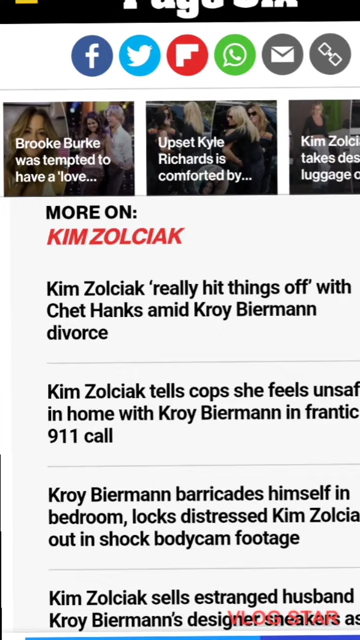 Page Six
Brooke Burke
was tempted to
have a 'love...
Upset Kyle
Richards is
comforted by...
Kim Zolci
takes des
luggage o
MORE ON:
KIM ZOLCIAK
Kim Zolciak ‘really hit things off’ with
Chet Hanks amid Kroy Biermann
divorce
Kim Zolciak tells cops she feels unsaf
in home with Kroy Biermann in frantic
911 call
Kroy Biermann barricades himself in
bedroom, locks distressed Kim Zolcia
out in shock bodycam footage
Kim Zolciak sells estranged husband
Kroy Biermann’s designer sneakers as
VLOG STAR